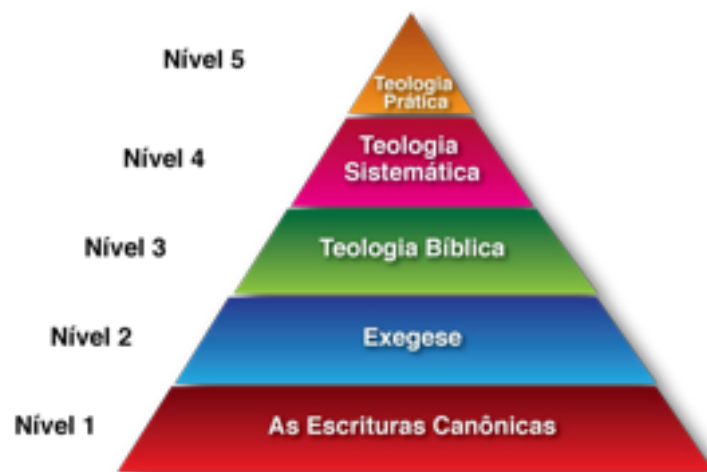 Nível 5
Teologia
Prática
Nível 4
Teologia
Sistemática
Nível 3
Teologia Bíblica
Nível 2
Exegese
Nível 1
As Escrituras Canônicas